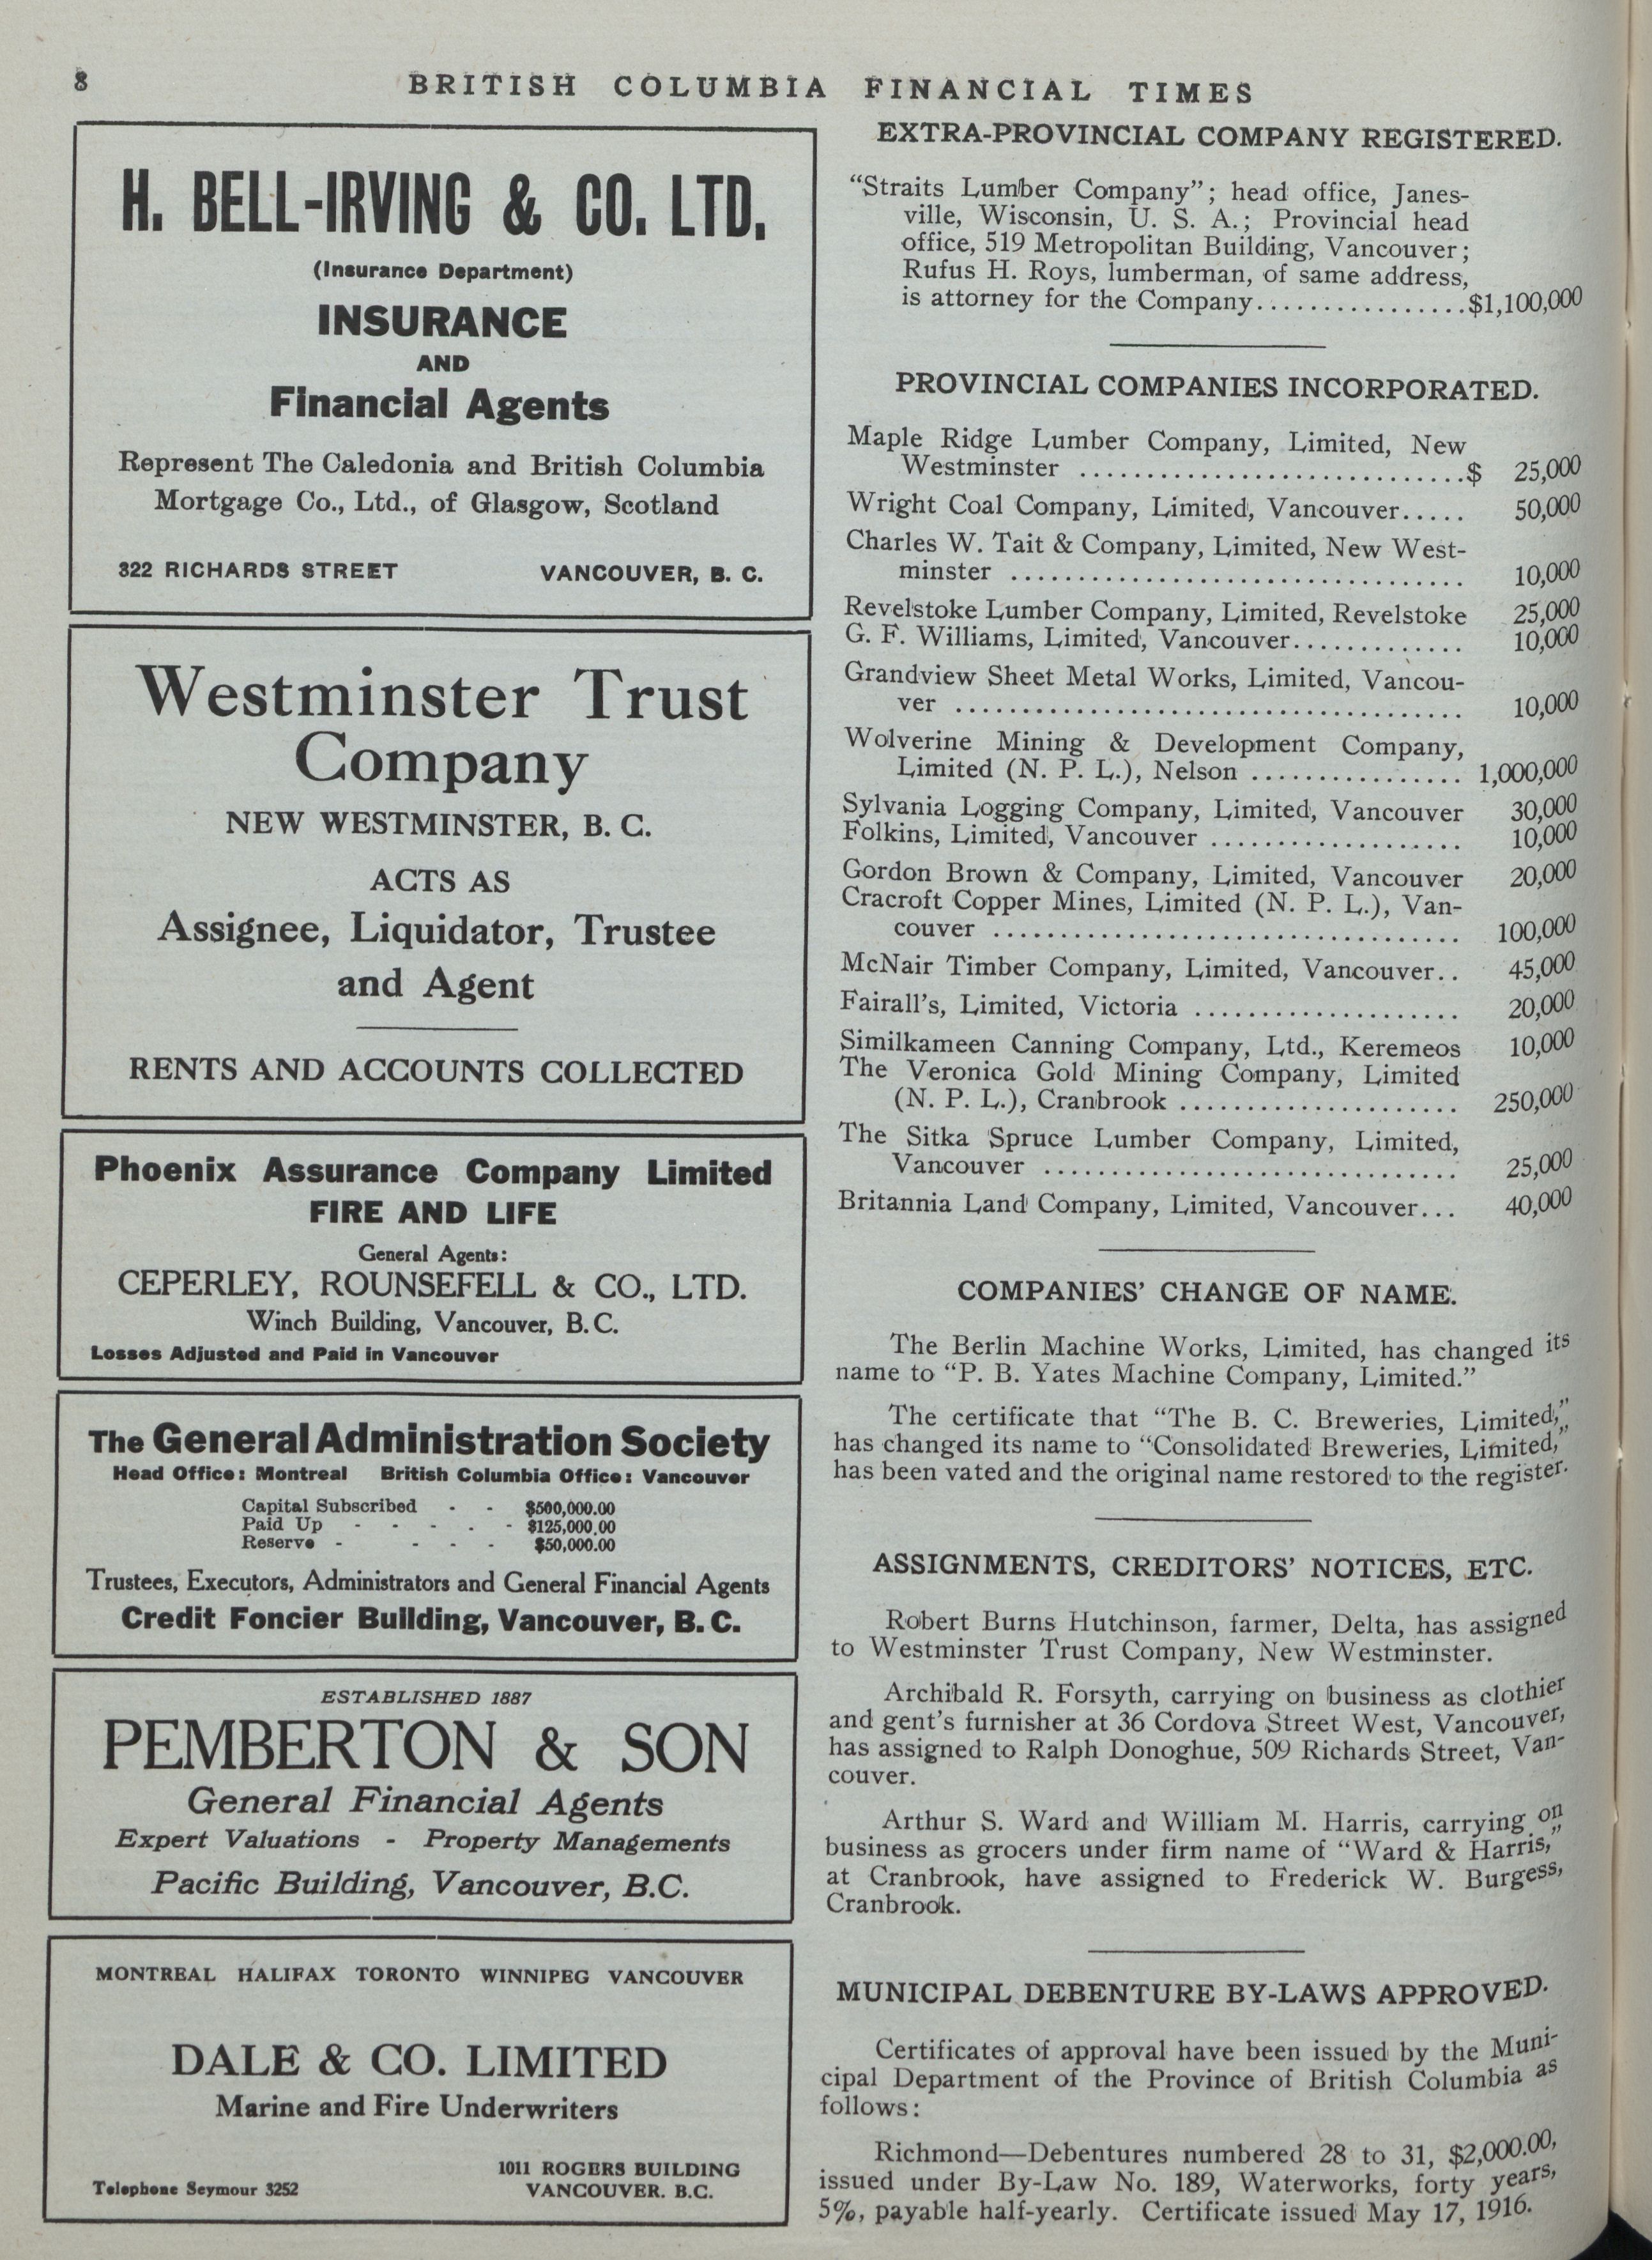 8
BRITISH COLUMBIA FINANCIAL TIMES
H. BELL-IRVING & CO. LTD.
(Insurance Department)
INSURANCE
AND
Financial Agents
Represent The Caledonia and British Columbia
Mortgage Co., Ltd., of Glasgow, Scotland
322 RICHARDS STREET VANCOUVER, B. C.
Westminster Trust
Company
NEW WESTMINSTER, B. C.
ACTS AS
Assignee, Liquidator, Trustee
and Agent
RENTS AND ACCOUNTS COLLECTED
Phoenix Assurance Company Limited
FIRE AND LIFE
General Agents:
CEPERLEY, ROUNSEFELL & CO., LTD.
Winch Building, Vancouver, B. C.
Losses Adjusted and Paid in Vancouver
The General Administration Society
Head Office: Montreal British Columbia Office: Vancouver
Capital Subscribed - - $500,000.00
Paid Up - - - - - $125,000.00
Reserve - - - - $50,000.00
Trustees, Executors, Administrators and General Financial Agents
Credit Foncier Building, Vancouver, B. C.
ESTABLISHED 1887
PEMBERTON & SON
General Financial Agents
Expert Valuations - Property Managements
Pacific Building, Vancouver, B.C.
MONTREAL HALIFAX TORONTO WINNIPEG VANCOUVER
DALE & CO. LIMITED
Marine and Fire Underwriters
1011 ROGERS BUILDING
Telephone Seymour 3252 VANCOUVER. B.C.
EXTRA-PROVINCIAL COMPANY REGISTERED.
"Straits Lumber Company"; head office, Janes-
ville, Wisconsin, U. S. A.; Provincial head
office, 519 Metropolitan Building, Vancouver;
Rufus H. Roys, lumberman, of same address,
is attorney for the Company................$1,100,000
PROVINCIAL COMPANIES INCORPORATED.
Maple Ridge Lumber Company, Limited, New
Westminster .............................$ 25,000
Wright Coal Company, Limited, Vancouver..... 50,000
Charles W. Tait & Company, Limited, New West-
minster .................................. 10,000
Revelstoke Lumber Company, Limited, Revelstoke 25,000
G. F. Williams, Limited, Vancouver............. 10,000
Grandview Sheet Metal Works, Limited, Vancou-
ver ...................................... 10,000
Wolverine Mining & Development Company,
Limited (N. P. L.), Nelson ................ 1,000,000
Sylvania Logging Company, Limited, Vancouver 30,000
Folkins, Limited, Vancouver ................... 10,000
Gordon Brown & Company, Limited, Vancouver 20,000
Cracroft Copper Mines, Limited (N. P. L.), Van-
couver ................................... 100,000
McNair Timber Company, Limited, Vancouver.. 45,000
Fairall's, Limited, Victoria .................... 20,000
Similkameen Canning Company, Ltd., Keremeos 10,000
The Veronica Gold Mining Company, Limited
(N. P. L.), Cranbrook ..................... 250,000
The Sitka Spruce Lumber Company, Limited,
Vancouver ............................... 25,000
Britannia Land Company, Limited, Vancouver... 40,000
COMPANIES' CHANGE OF NAME.
The Berlin Machine Works, Limited, has changed its
name to "P. B. Yates Machine Company, Limited."
The certificate that "The B. C. Breweries, Limited,"
has changed its name to "Consolidated Breweries, Limited,"
has been vated and the original name restored to the register.
ASSIGNMENTS, CREDITORS' NOTICES, ETC.
Robert Burns Hutchinson, farmer, Delta, has assigned
to Westminster Trust Company, New Westminster.
Archibald R. Forsyth, carrying on business as clothier
and gent's furnisher at 36 Cordova Street West, Vancouver,
has assigned to Ralph Donoghue, 509 Richards Street, Van-
couver.
Arthur S. Ward and William M. Harris, carrying on
business as grocers under firm name of "Ward & Harris,"
at Cranbrook, have assigned to Frederick W. Burgess,
Cranbrook.
MUNICIPAL DEBENTURE BY-LAWS APPROVED.
Certificates of approval have been issued by the Muni-
cipal Department of the Province of British Columbia as
follows:
Richmond—Debentures numbered 28 to 31, $2,000.00,
issued under By-Law No. 189, Waterworks, forty years,
5%, payable half-yearly. Certificate issued May 17, 1916.